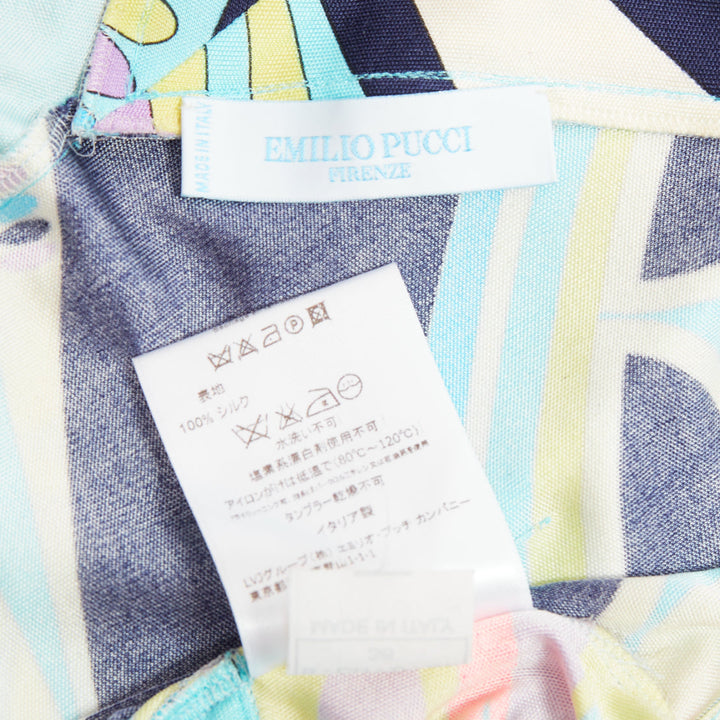 MADE IN ITALY
EMILIO PUCCI
FIRENZE
表地
100% シルク
水洗い不可
塩素系漂白剤使用不可
アイロンがけは低温で(80℃～120℃)
タンブラー乾燥不可
イタリア製
LVJグループ(株) エミリオ・プッチ カンパニー
MADE IN ITALY